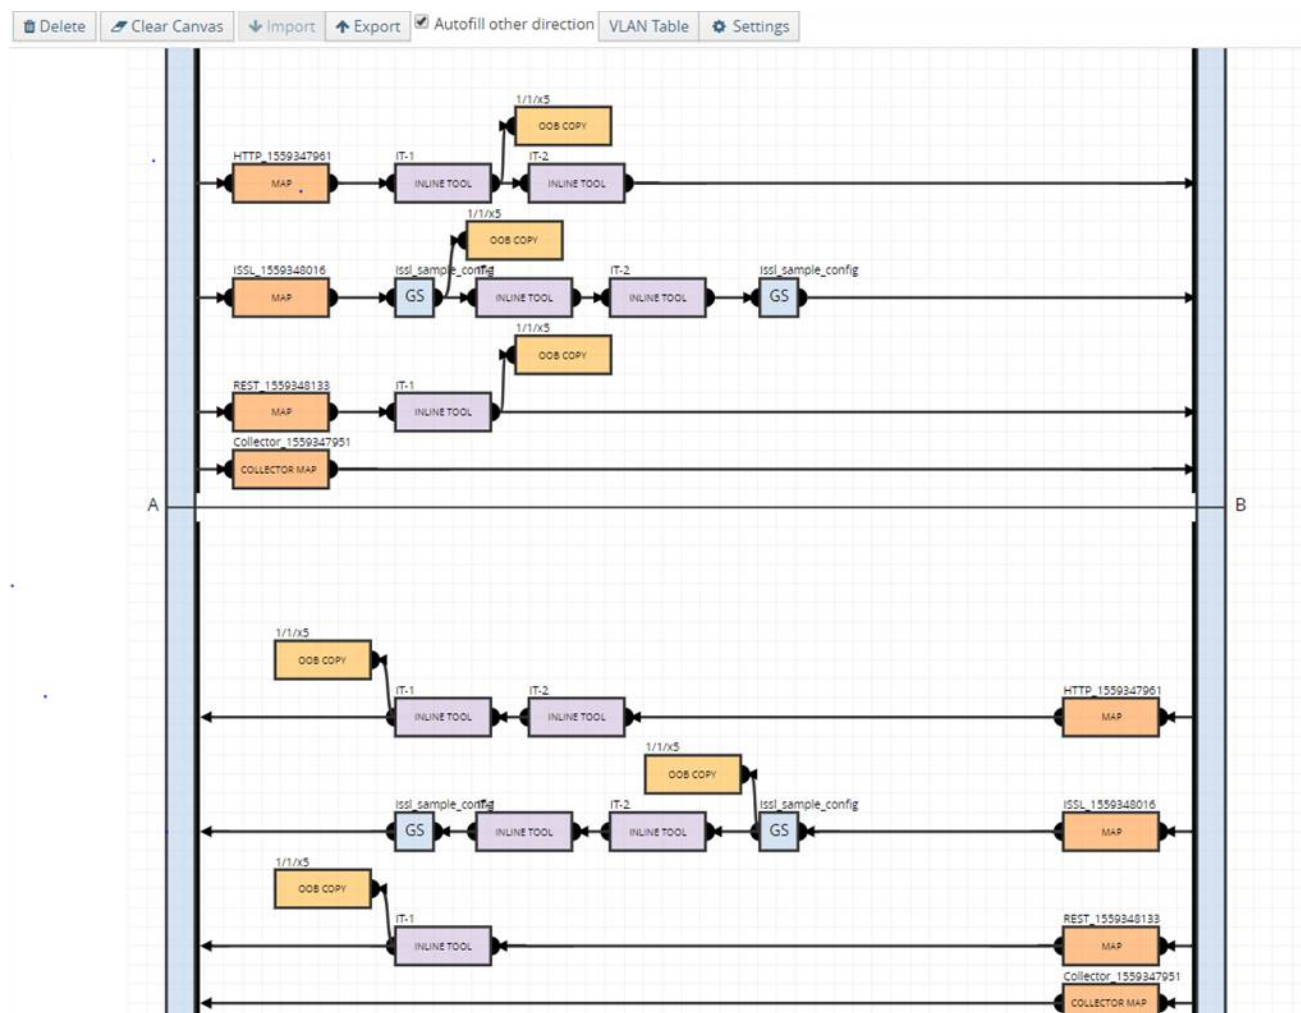 Delete Clear Canvas Import Export Autofill other direction VLAN Table Settings
1/1/x5
OOB COPY
HTTP_1559347961 IT-1 IT-2
MAP INLINE TOOL INLINE TOOL
1/1/x5
OOB COPY
ISSL_1559348016 Issl_sample_config IT-2 Issl_sample_config
MAP GS INLINE TOOL INLINE TOOL GS
1/1/x5
OOB COPY
REST_1559348133 IT-1
MAP INLINE TOOL
Collector_1559347951
COLLECTOR MAP
A B
1/1/x5
OOB COPY
IT-1 IT-2 HTTP_1559347961
INLINE TOOL INLINE TOOL MAP
1/1/x5
OOB COPY
Issl_sample_config IT-2 Issl_sample_config ISSL_1559348016
GS INLINE TOOL INLINE TOOL GS MAP
1/1/x5
OOB COPY
IT-1 REST_1559348133
INLINE TOOL MAP
Collector_1559347951
COLLECTOR MAP